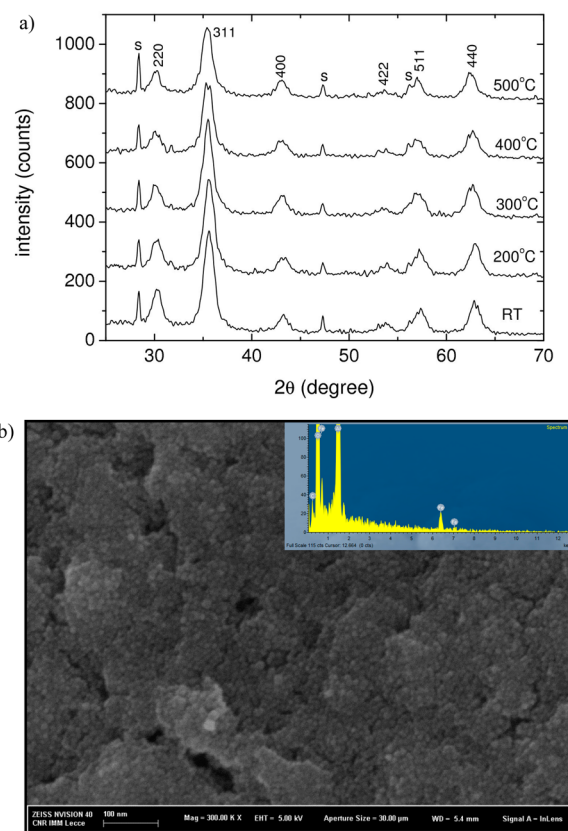 a)
1000
800
600
400
200
0
intensity (counts)
S
220
311
400
S
422
S
511
440
500°C
400°C
300°C
200°C
RT
30
40
50
60
70
2θ (degree)
b)
Spectrum
100
80
60
40
20
0
1 2 3 4 5 6 7 8 9 10 11 12
Full Scale 115 cts Cursor: 12.664 (0 cts)
ZEISS NVISION 40
CNR IMM Lecce
100 nm
Mag = 300.00 K X
EHT = 5.00 kV
Aperture Size = 30.00 µm
WD = 5.4 mm
Signal A = InLens